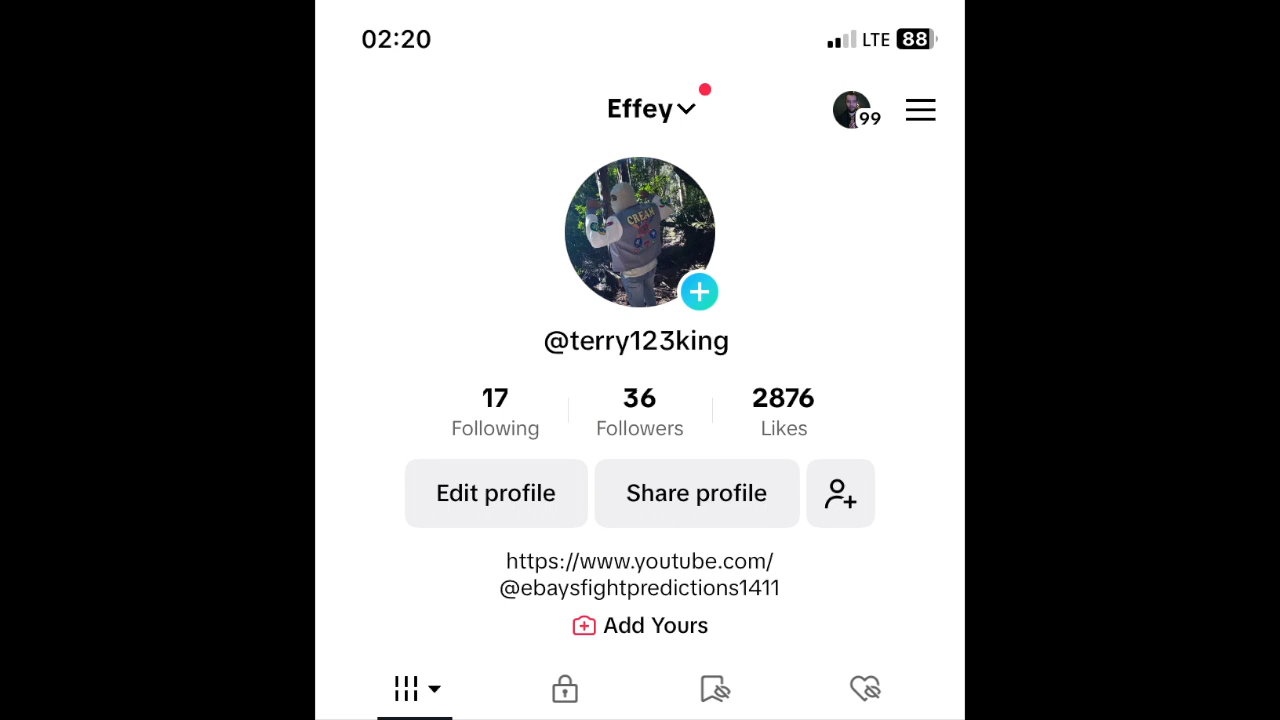 02:20 LTE 88
Effey
99
CREAM
@terry123king
17 36 2876
Following Followers Likes
Edit profile Share profile
https://www.youtube.com/
@ebaysfightpredictions1411
Add Yours